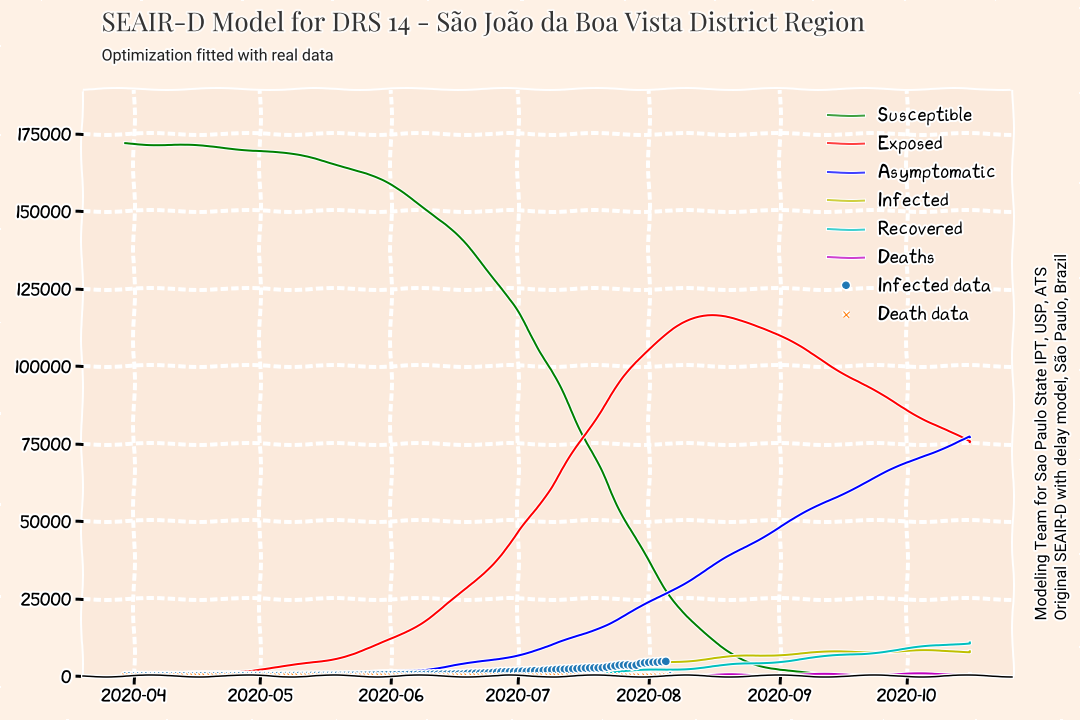 SEAIR-D Model for DRS 14 - São João da Boa Vista District Region
Optimization fitted with real data
175000
150000
125000
100000
75000
50000
25000
0
Susceptible
Exposed
Asymptomatic
Infected
Recovered
Deaths
Infected data
Death data
2020-04
2020-05
2020-06
2020-07
2020-08
2020-09
2020-10
Modeling Team for Sao Paulo State IPT, USP, ATS
Original SEAIR-D with delay model, São Paulo, Brazil